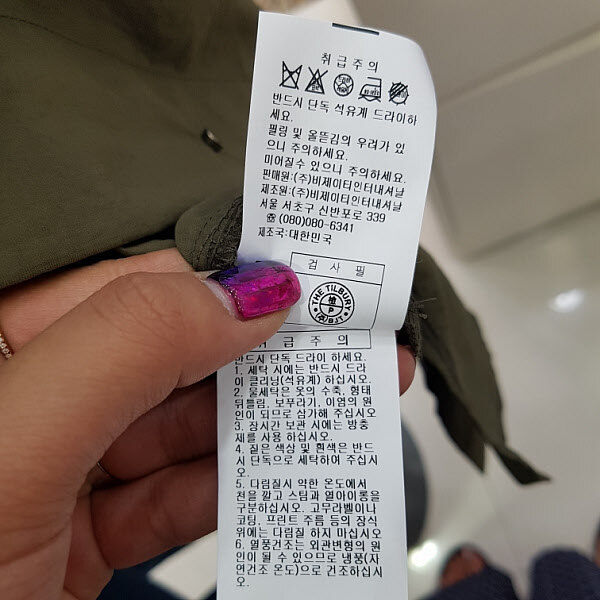 취급주의
반드시 단독 석유계 드라이하
세요.
필링 및 올뜯김의 우려가 있
으니 주의하세요.
미어질수 있으니 주의하세요.
판매원:(주)비제이티인터내셔날
제조원:(주)비제이티인터내셔날
서울 서초구 신반포로 339
☎(080)080-6341
제조국:대한민국
검사필
THE TILBURY
檢
P
(주)BJT
취급주의
반드시 단독 드라이 하세요.
1. 세탁 시에는 반드시 드라
이 클리닝(석유계) 하십시오.
2. 물세탁은 옷의 수축, 형태
뒤틀림, 보푸라기, 이염의 원
인이 되므로 삼가해 주십시오
3. 장시간 보관 시에는 방충
제를 사용 하십시오.
4. 짙은 색상 및 흰색은 반드
시 단독으로 세탁하여 주십시
오.
5. 다림질시 약한 온도에서
천을 깔고 스팀과 열아이롱을
구분하십시오. 고무라벨이나
코팅, 프린트 주름 등의 장식
위에는 다림질 하지 마십시오
6. 열풍건조는 외관변형의 원
인이 될 수 있으므로 냉풍(자
연건조 온도)으로 건조하십시
오.